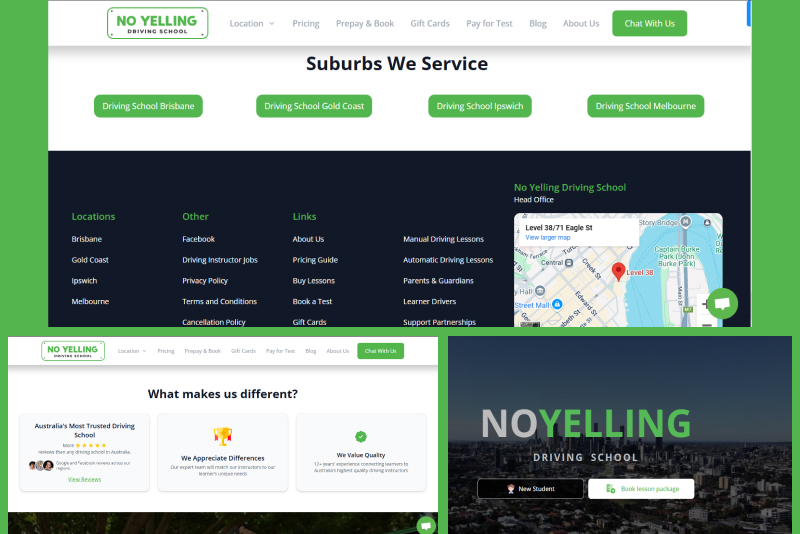 NO YELLING
DRIVING SCHOOL
Location
Pricing
Prepay & Book
Gift Cards
Pay for Test
Blog
About Us
Chat With Us
Suburbs We Service
Driving School Brisbane
Driving School Gold Coast
Driving School Ipswich
Driving School Melbourne
Locations
Brisbane
Gold Coast
Ipswich
Melbourne
Other
Facebook
Driving Instructor Jobs
Privacy Policy
Terms and Conditions
Cancellation Policy
Links
About Us
Pricing Guide
Buy Lessons
Book a Test
Gift Cards
Manual Driving Lessons
Automatic Driving Lessons
Parents & Guardians
Learner Drivers
Support Partnerships
No Yelling Driving School
Head Office
Level 38/71 Eagle St
View larger map
Story Bridge
Captain Burke
Park (John
Burke Park)
Central
Creek St
Level 38
Edward St
Street Mall
Main St
M7
NO YELLING
DRIVING SCHOOL
Location
Pricing
Prepay & Book
Gift Cards
Pay for Test
Blog
About Us
Chat With Us
What makes us different?
Australia's Most Trusted Driving
School
More
reviews than any driving school in Australia.
Google and Facebook reviews across our
regions.
View Reviews
We Appreciate Differences
Our expert team will match our instructors to our
learner's unique needs
We Value Quality
12+ years' experience connecting learners to
Australian highest quality driving instructors
NOYELLING
DRIVING SCHOOL
New Student
Book lesson package